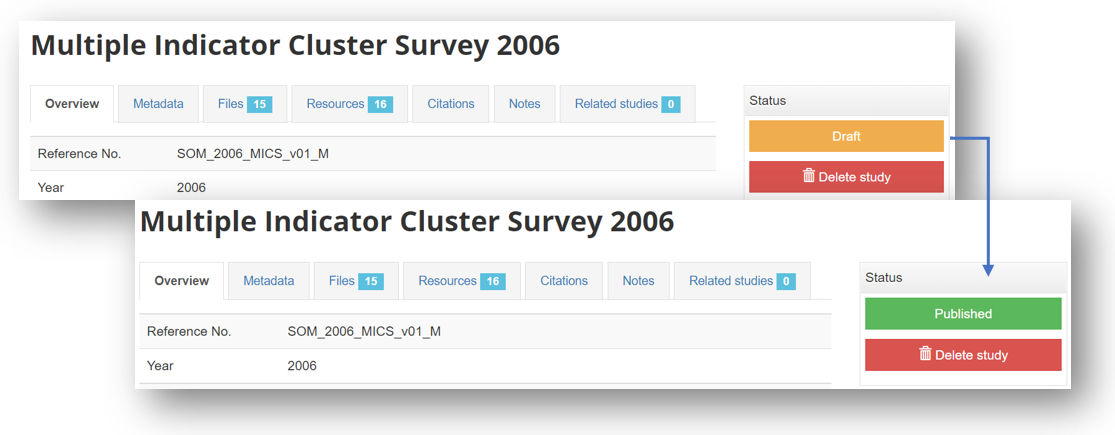 Multiple Indicator Cluster Survey 2006
Overview Metadata Files 15 Resources 16 Citations Notes Related studies 0
Status
Draft
Reference No. SOM_2006_MICS_v01_M
Delete study
Year 2006
Multiple Indicator Cluster Survey 2006
Overview Metadata Files 15 Resources 16 Citations Notes Related studies 0
Status
Published
Reference No. SOM_2006_MICS_v01_M
Delete study
Year 2006